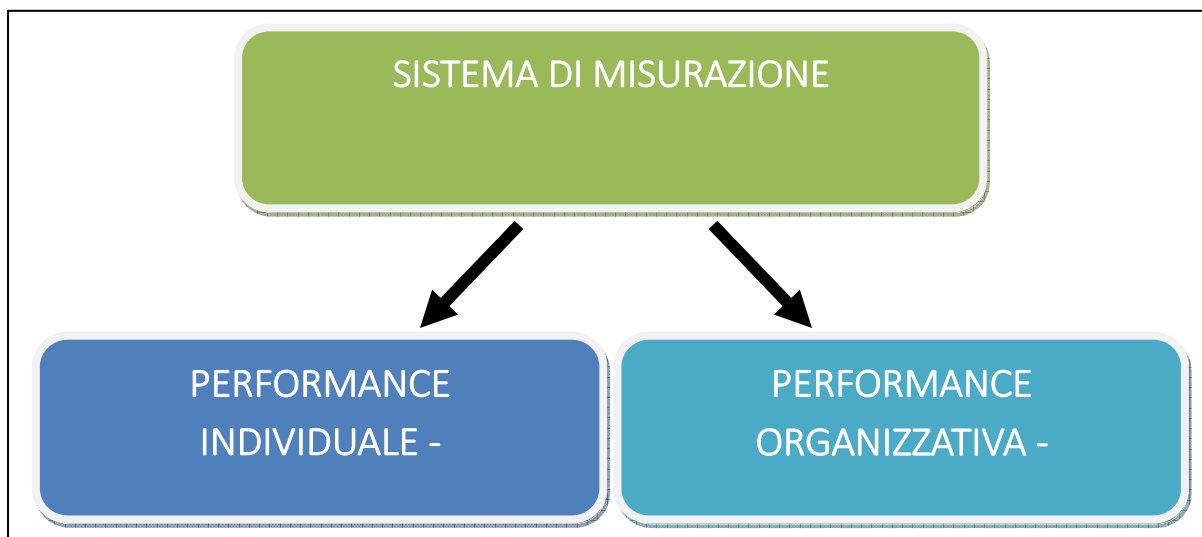 SISTEMA DI MISURAZIONE
PERFORMANCE
INDIVIDUALE -
PERFORMANCE
ORGANIZZATIVA -